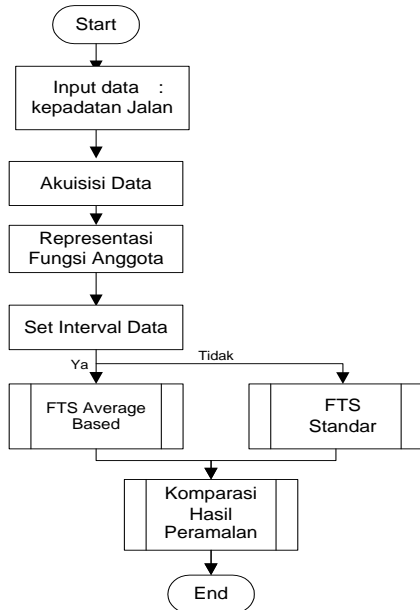 Start
Input data :
kepadatan Jalan
Akuisisi Data
Representasi
Fungsi Anggota
Set Interval Data
Ya
Tidak
FTS Average
Based
FTS
Standar
Komparasi
Hasil
Peramalan
End